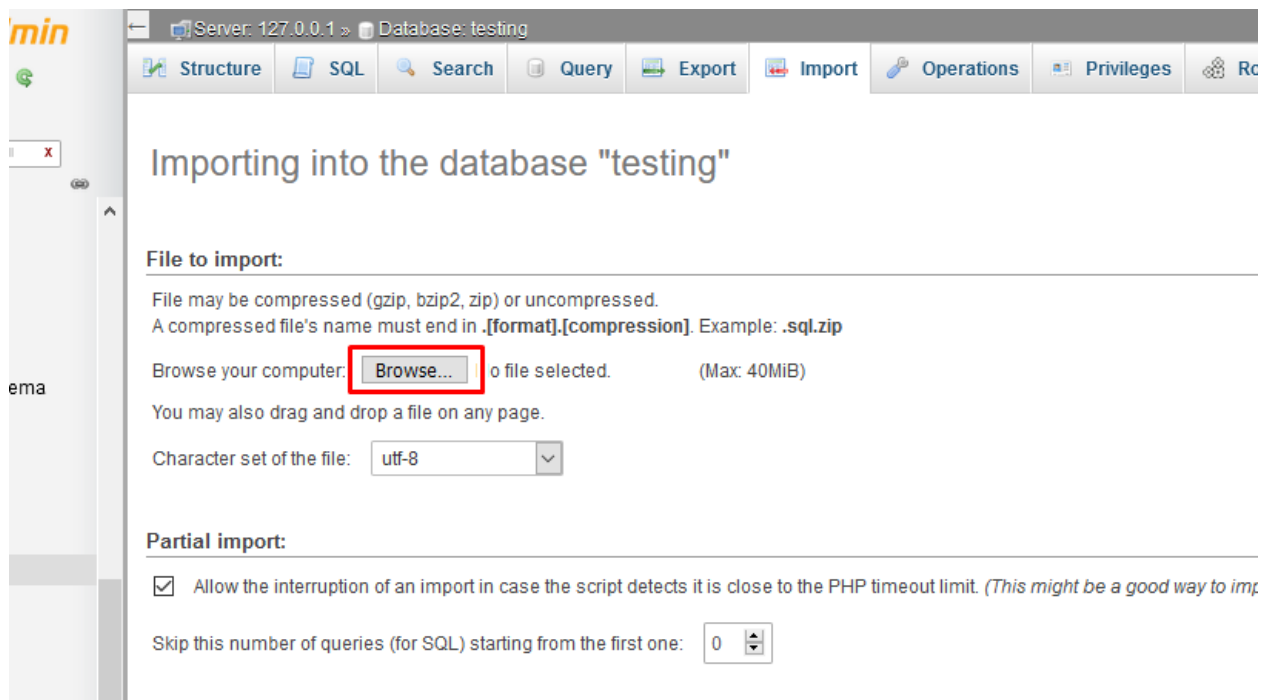 min
Server: 127.0.0.1 » Database: testing
Structure SQL Search Query Export Import Operations Privileges Ro
x
Importing into the database "testing"
File to import:
File may be compressed (gzip, bzip2, zip) or uncompressed.
A compressed file's name must end in .[format].[compression]. Example: .sql.zip
Browse your computer: Browse... o file selected. (Max: 40MiB)
ema
You may also drag and drop a file on any page.
Character set of the file: utf-8
Partial import:
Allow the interruption of an import in case the script detects it is close to the PHP timeout limit. (This might be a good way to imp
Skip this number of queries (for SQL) starting from the first one: 0